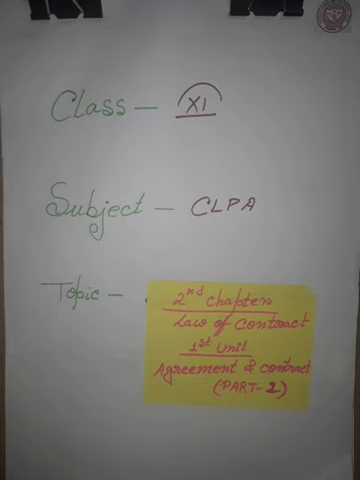 Class — XI
Subject — CLPA
Topic —
2nd Chapter
Law of Contract
1st Unit
Agreement & contract
(PART-2)